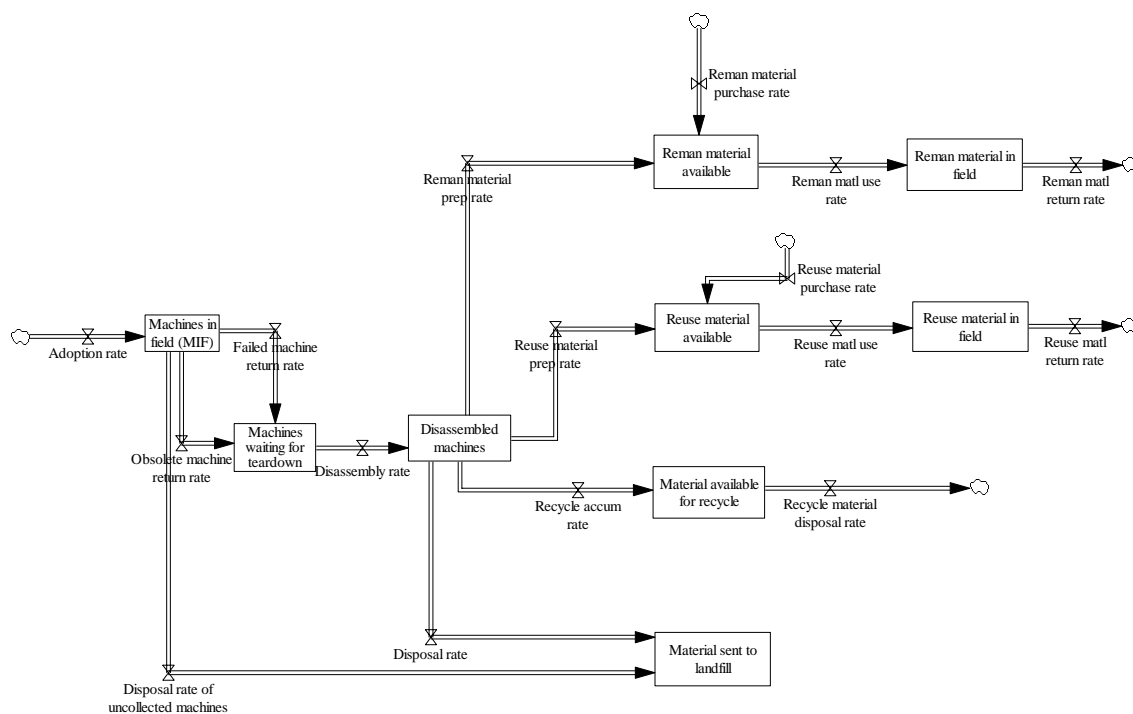 Reman material
purchase rate
Reman material
available
Reman material in
field
Reman material
prep rate
Reman matl use
rate
Reman matl
return rate
Reuse material
purchase rate
Machines in
field (MIF)
Reuse material
available
Reuse material in
field
Adoption rate
Failed machine
return rate
Reuse material
prep rate
Reuse matl use
rate
Reuse matl
return rate
Machines
waiting for
teardown
Disassembled
machines
Obsolete machine
return rate
Disassembly rate
Material available
for recycle
Recycle accum
rate
Recycle material
disposal rate
Disposal rate
Material sent to
landfill
Disposal rate of
uncollected machines